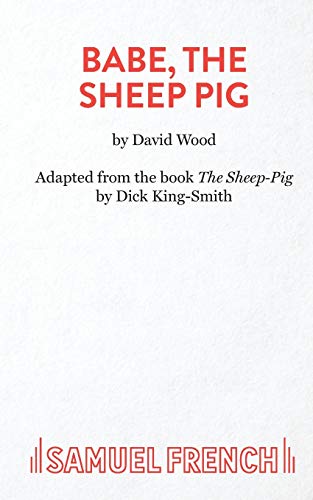 BABE, THE
SHEEP PIG
by David Wood
Adapted from the book The Sheep-Pig
by Dick King-Smith
SAMUEL FRENCH